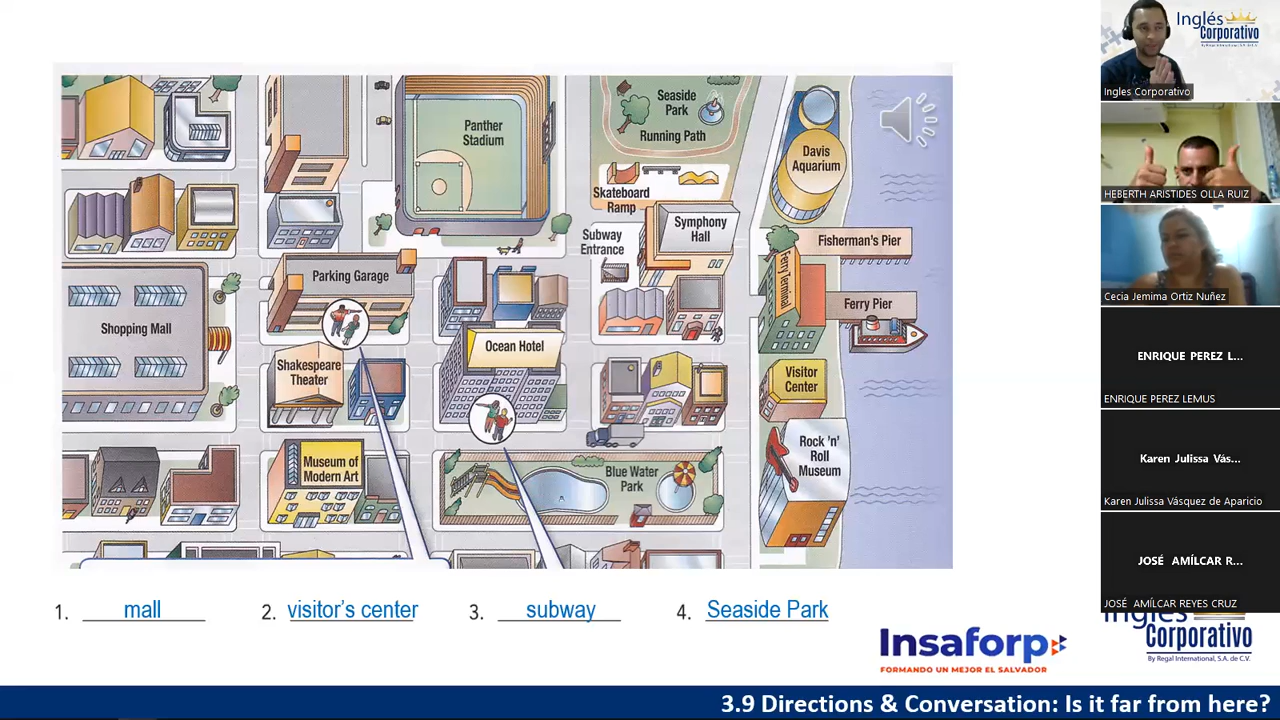 Panther
Stadium
Seaside
Park
Running Path
Skateboard
Ramp
Davis
Aquarium
Subway
Entrance
Symphony
Hall
Fisherman's Pier
Ferry Terminal
Ferry Pier
Parking Garage
Shopping Mall
Ocean Hotel
Shakespeare
Theater
Visitor
Center
Museum of
Modern Art
Blue Water
Park
Rock 'n'
Roll
Museum
1. mall 2. visitor's center 3. subway 4. Seaside Park
Insaforp
FORMANDO UN MEJOR EL SALVADOR
Inglés
Corporativo
By Regal International, S.A. de C.V.
3.9 Directions & Conversation: Is it far from here?
Inglés
Corporativo
Ingles Corporativo
HEBERTH ARISTIDES OLLA RUIZ
Cecia Jemima Ortiz Nuñez
ENRIQUE PEREZ L...
ENRIQUE PEREZ LEMUS
Karen Julissa Vás...
Karen Julissa Vásquez de Aparicio
JOSÉ AMÍLCAR R...
JOSÉ AMÍLCAR REYES CRUZ